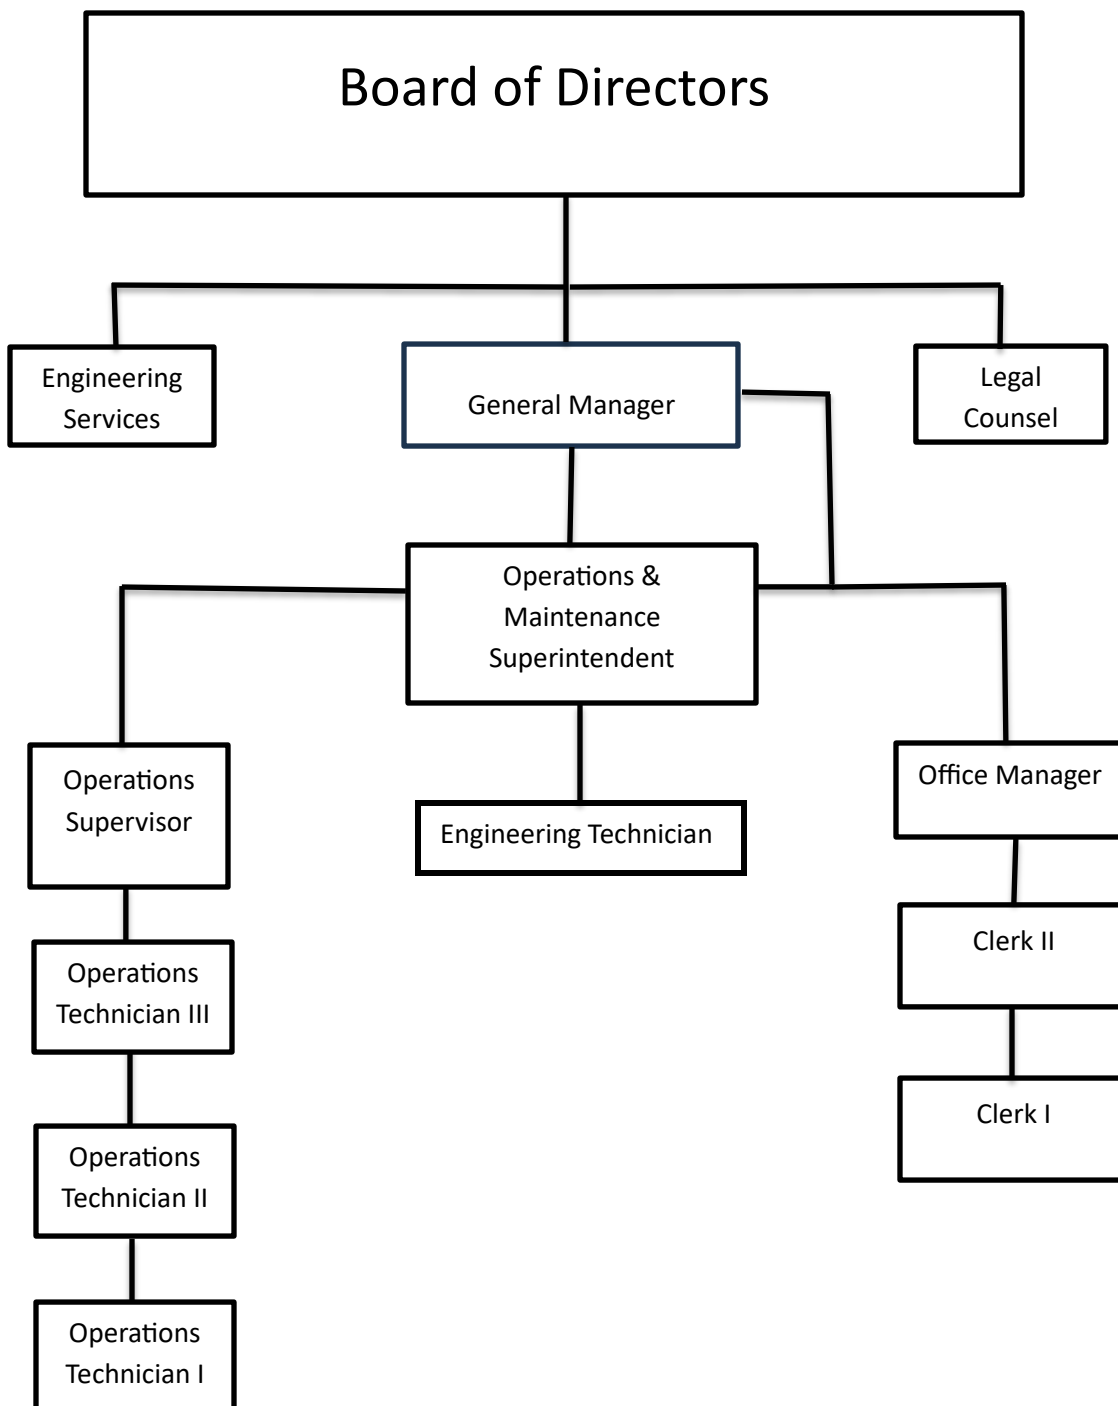 Board of Directors
Engineering
Services
General Manager
Legal
Counsel
Operations &
Maintenance
Superintendent
Operations
Supervisor
Engineering Technician
Office Manager
Operations
Technician III
Clerk II
Operations
Technician II
Clerk I
Operations
Technician I